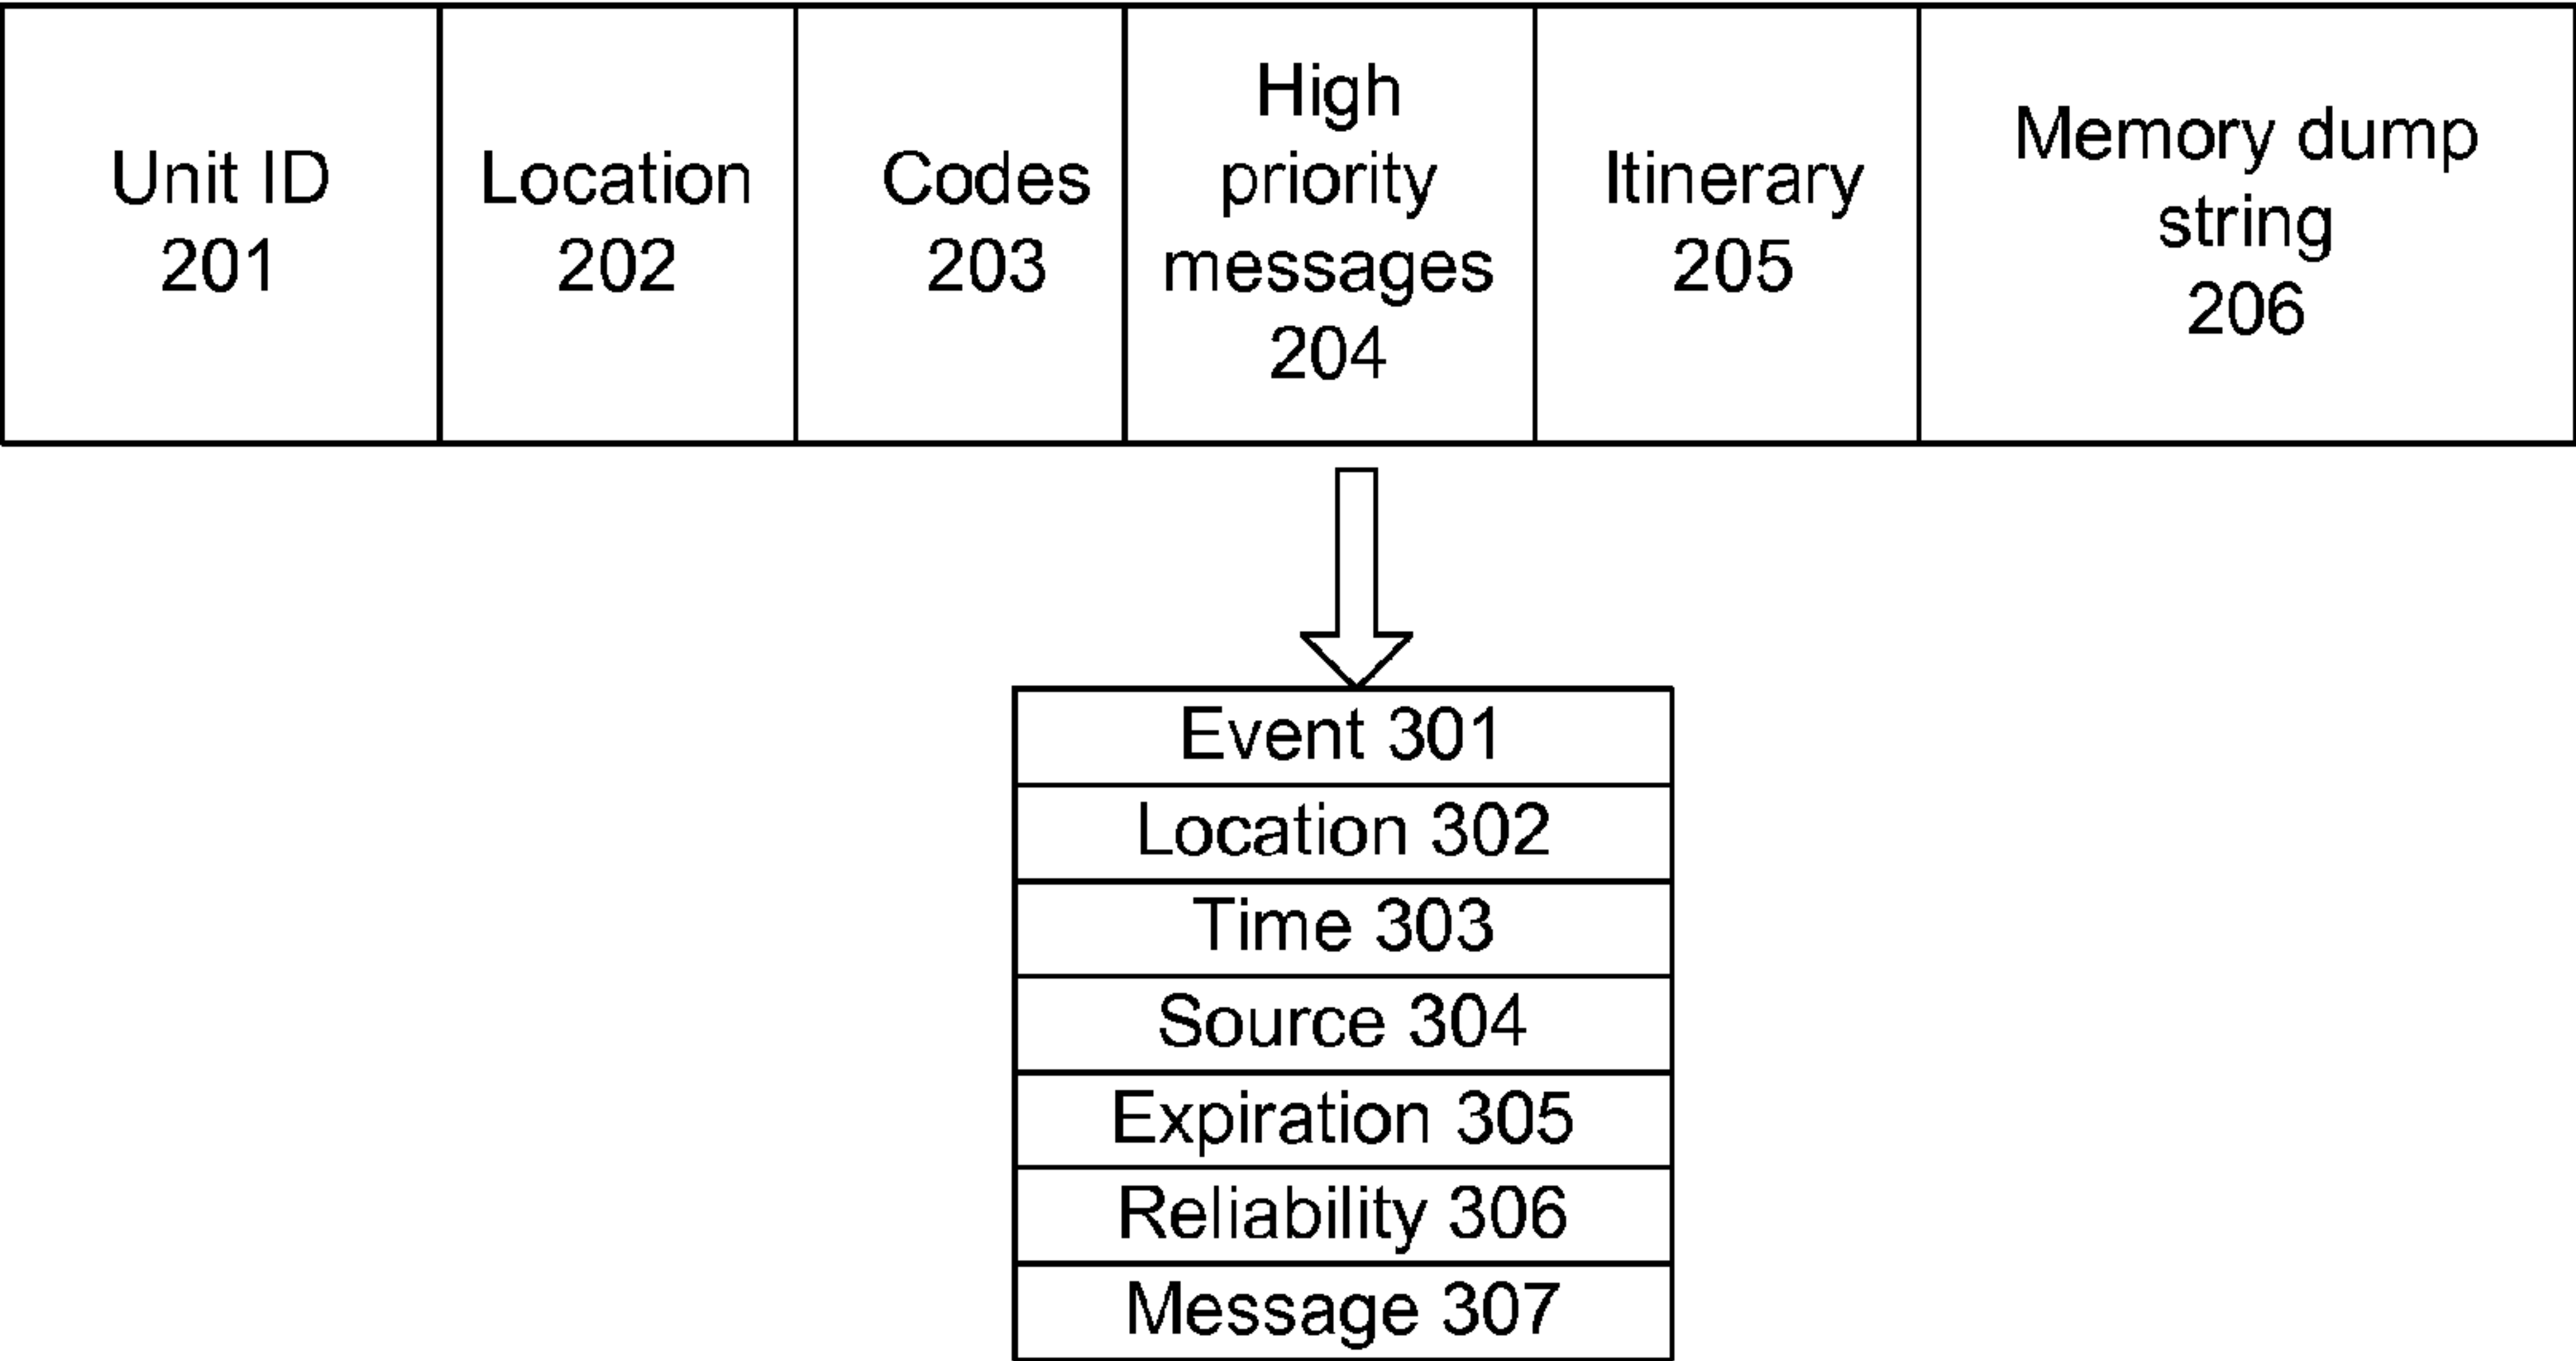 Unit ID
201
Location
202
Codes
203
High
priority
messages
204
Itinerary
205
Memory dump
string
206
Event 301
Location 302
Time 303
Source 304
Expiration 305
Reliability 306
Message 307